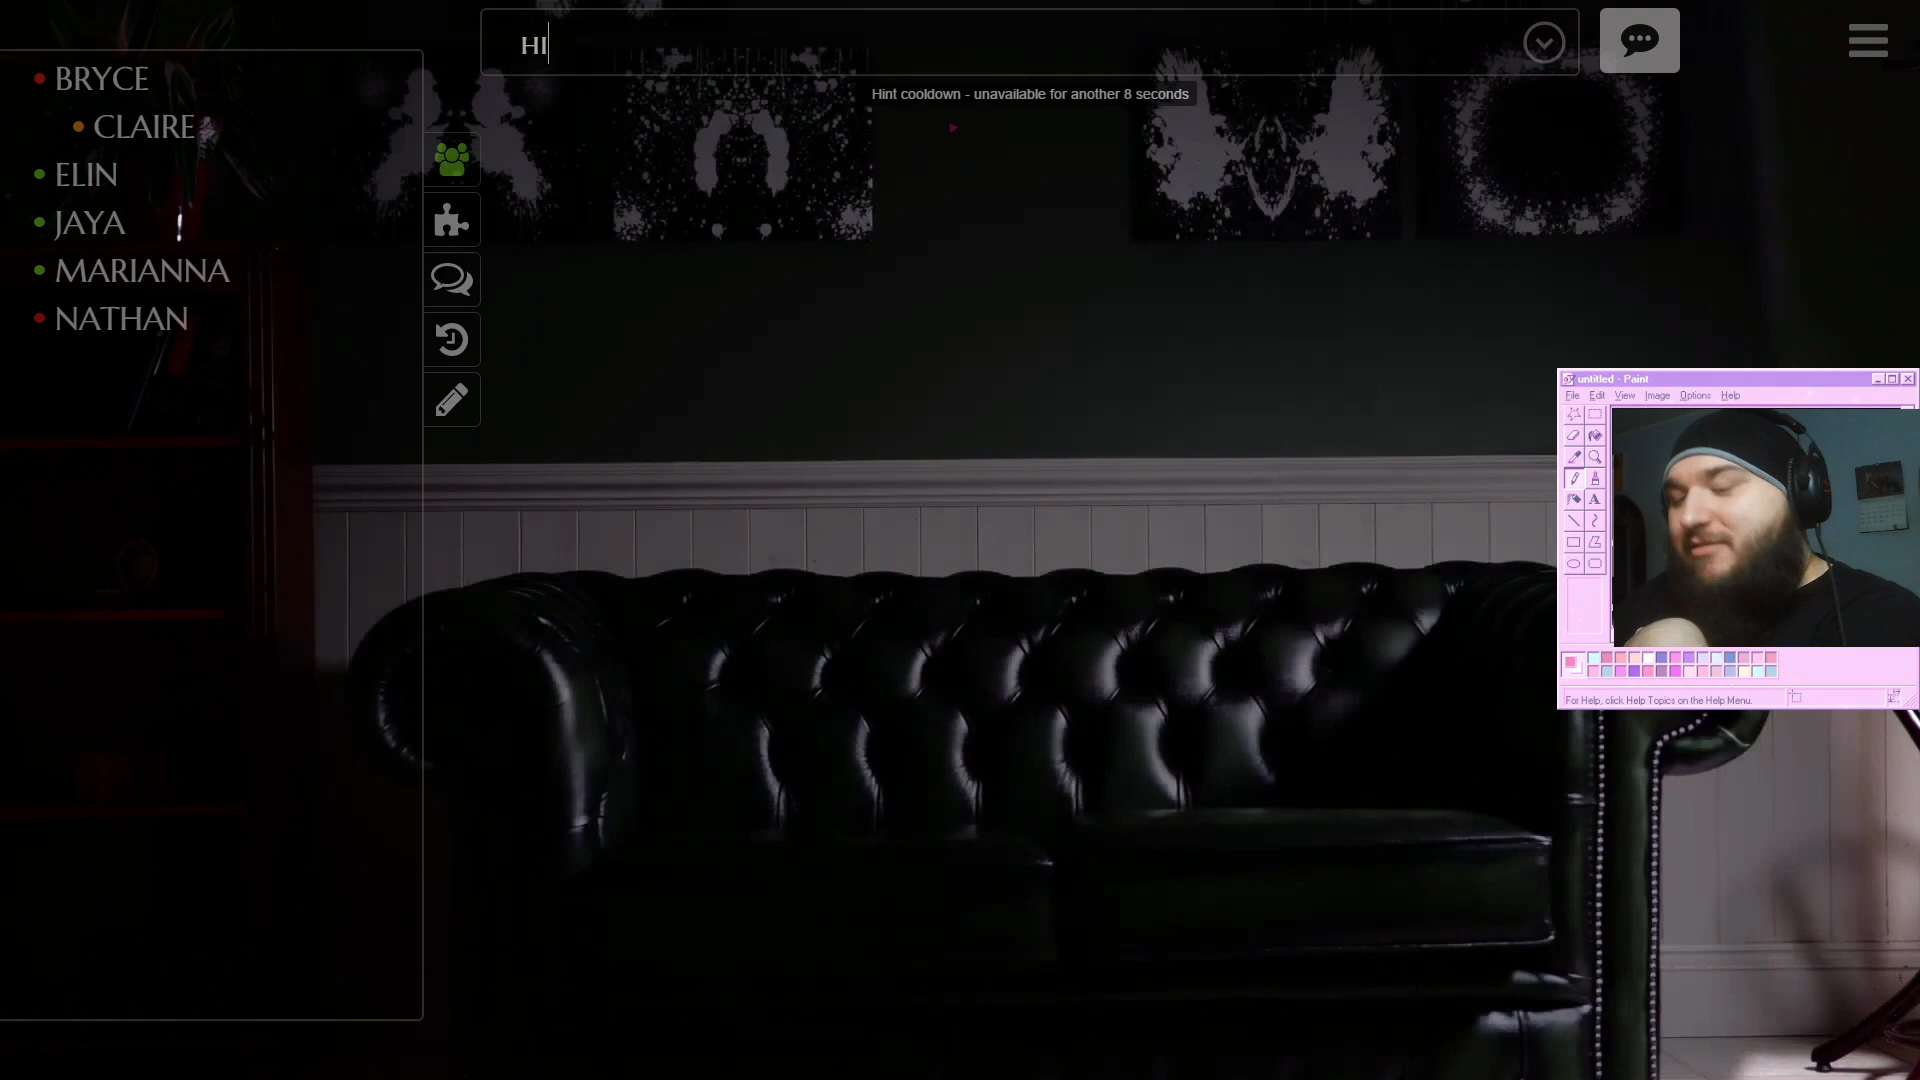 HI
Hint cooldown - unavailable for another 8 seconds
BRYCE
CLAIRE
ELIN
JAYA
MARIANNA
NATHAN
untitled - Paint
File Edit View Image Options Help
A
For Help, click Help Topics on the Help Menu.